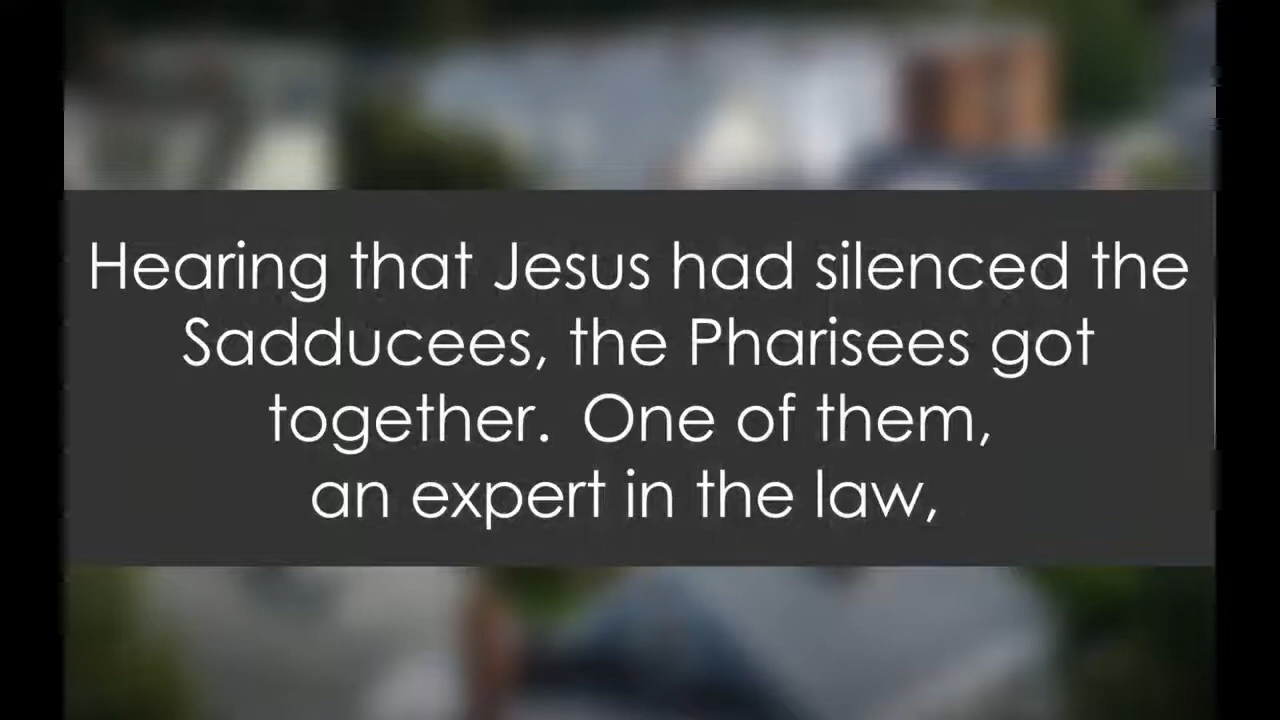 Hearing that Jesus had silenced the
Sadducees, the Pharisees got
together.  One of them,
an expert in the law,